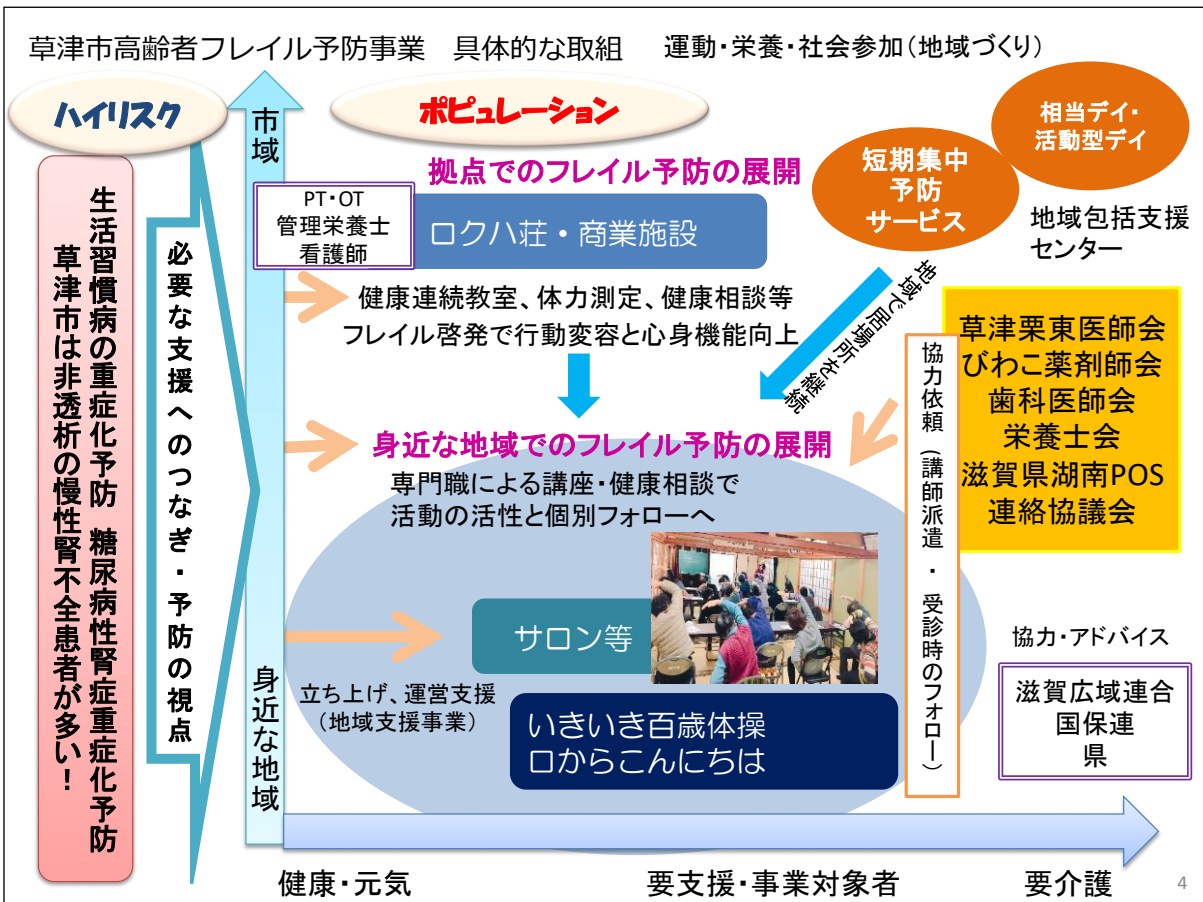 草津市高齢者フレイル予防事業 具体的な取組 運動・栄養・社会参加(地域づくり)
ハイリスク
生活習慣病の重症化予防 糖尿病性腎症重症化予防
草津市は非透析の慢性腎不全患者が多い！
必要な支援へのつなぎ・予防の視点
市域
身近な地域
ポピュレーション
拠点でのフレイル予防の展開
PT・OT
管理栄養士
看護師
ロクハ荘・商業施設
健康連続教室、体力測定、健康相談等
フレイル啓発で行動変容と心身機能向上
身近な地域でのフレイル予防の展開
専門職による講座・健康相談で
活動の活性と個別フォローへ
サロン等
立ち上げ、運営支援
(地域支援事業)
いきいき百歳体操
口からこんにちは
短期集中
予防
サービス
相当デイ・
活動型デイ
地域包括支援
センター
地域で居場所を継続
協力依頼(講師派遣・受診時のフォロー)
草津栗東医師会
びわこ薬剤師会
歯科医師会
栄養士会
滋賀県湖南POS
連絡協議会
協力・アドバイス
滋賀広域連合
国保連
県
健康・元気
要支援・事業対象者
要介護
4